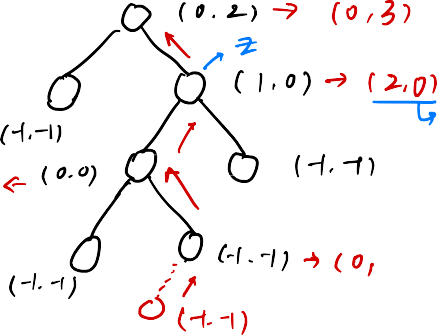 (0.2) → (0,3)
z
(1,0) → (2,0)
(-1.-1)
← (0.0)
(-1.-1)
(-1.-1) → (0,
(-1.-1)
(-1.-1)